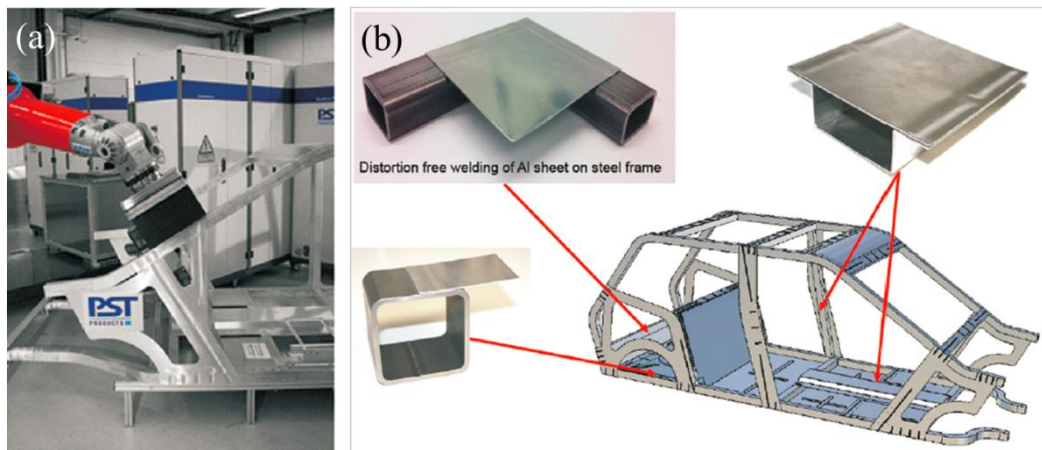 (a)
PST
PST
PRODUCTS
(b)
Distortion free welding of Al sheet on steel frame